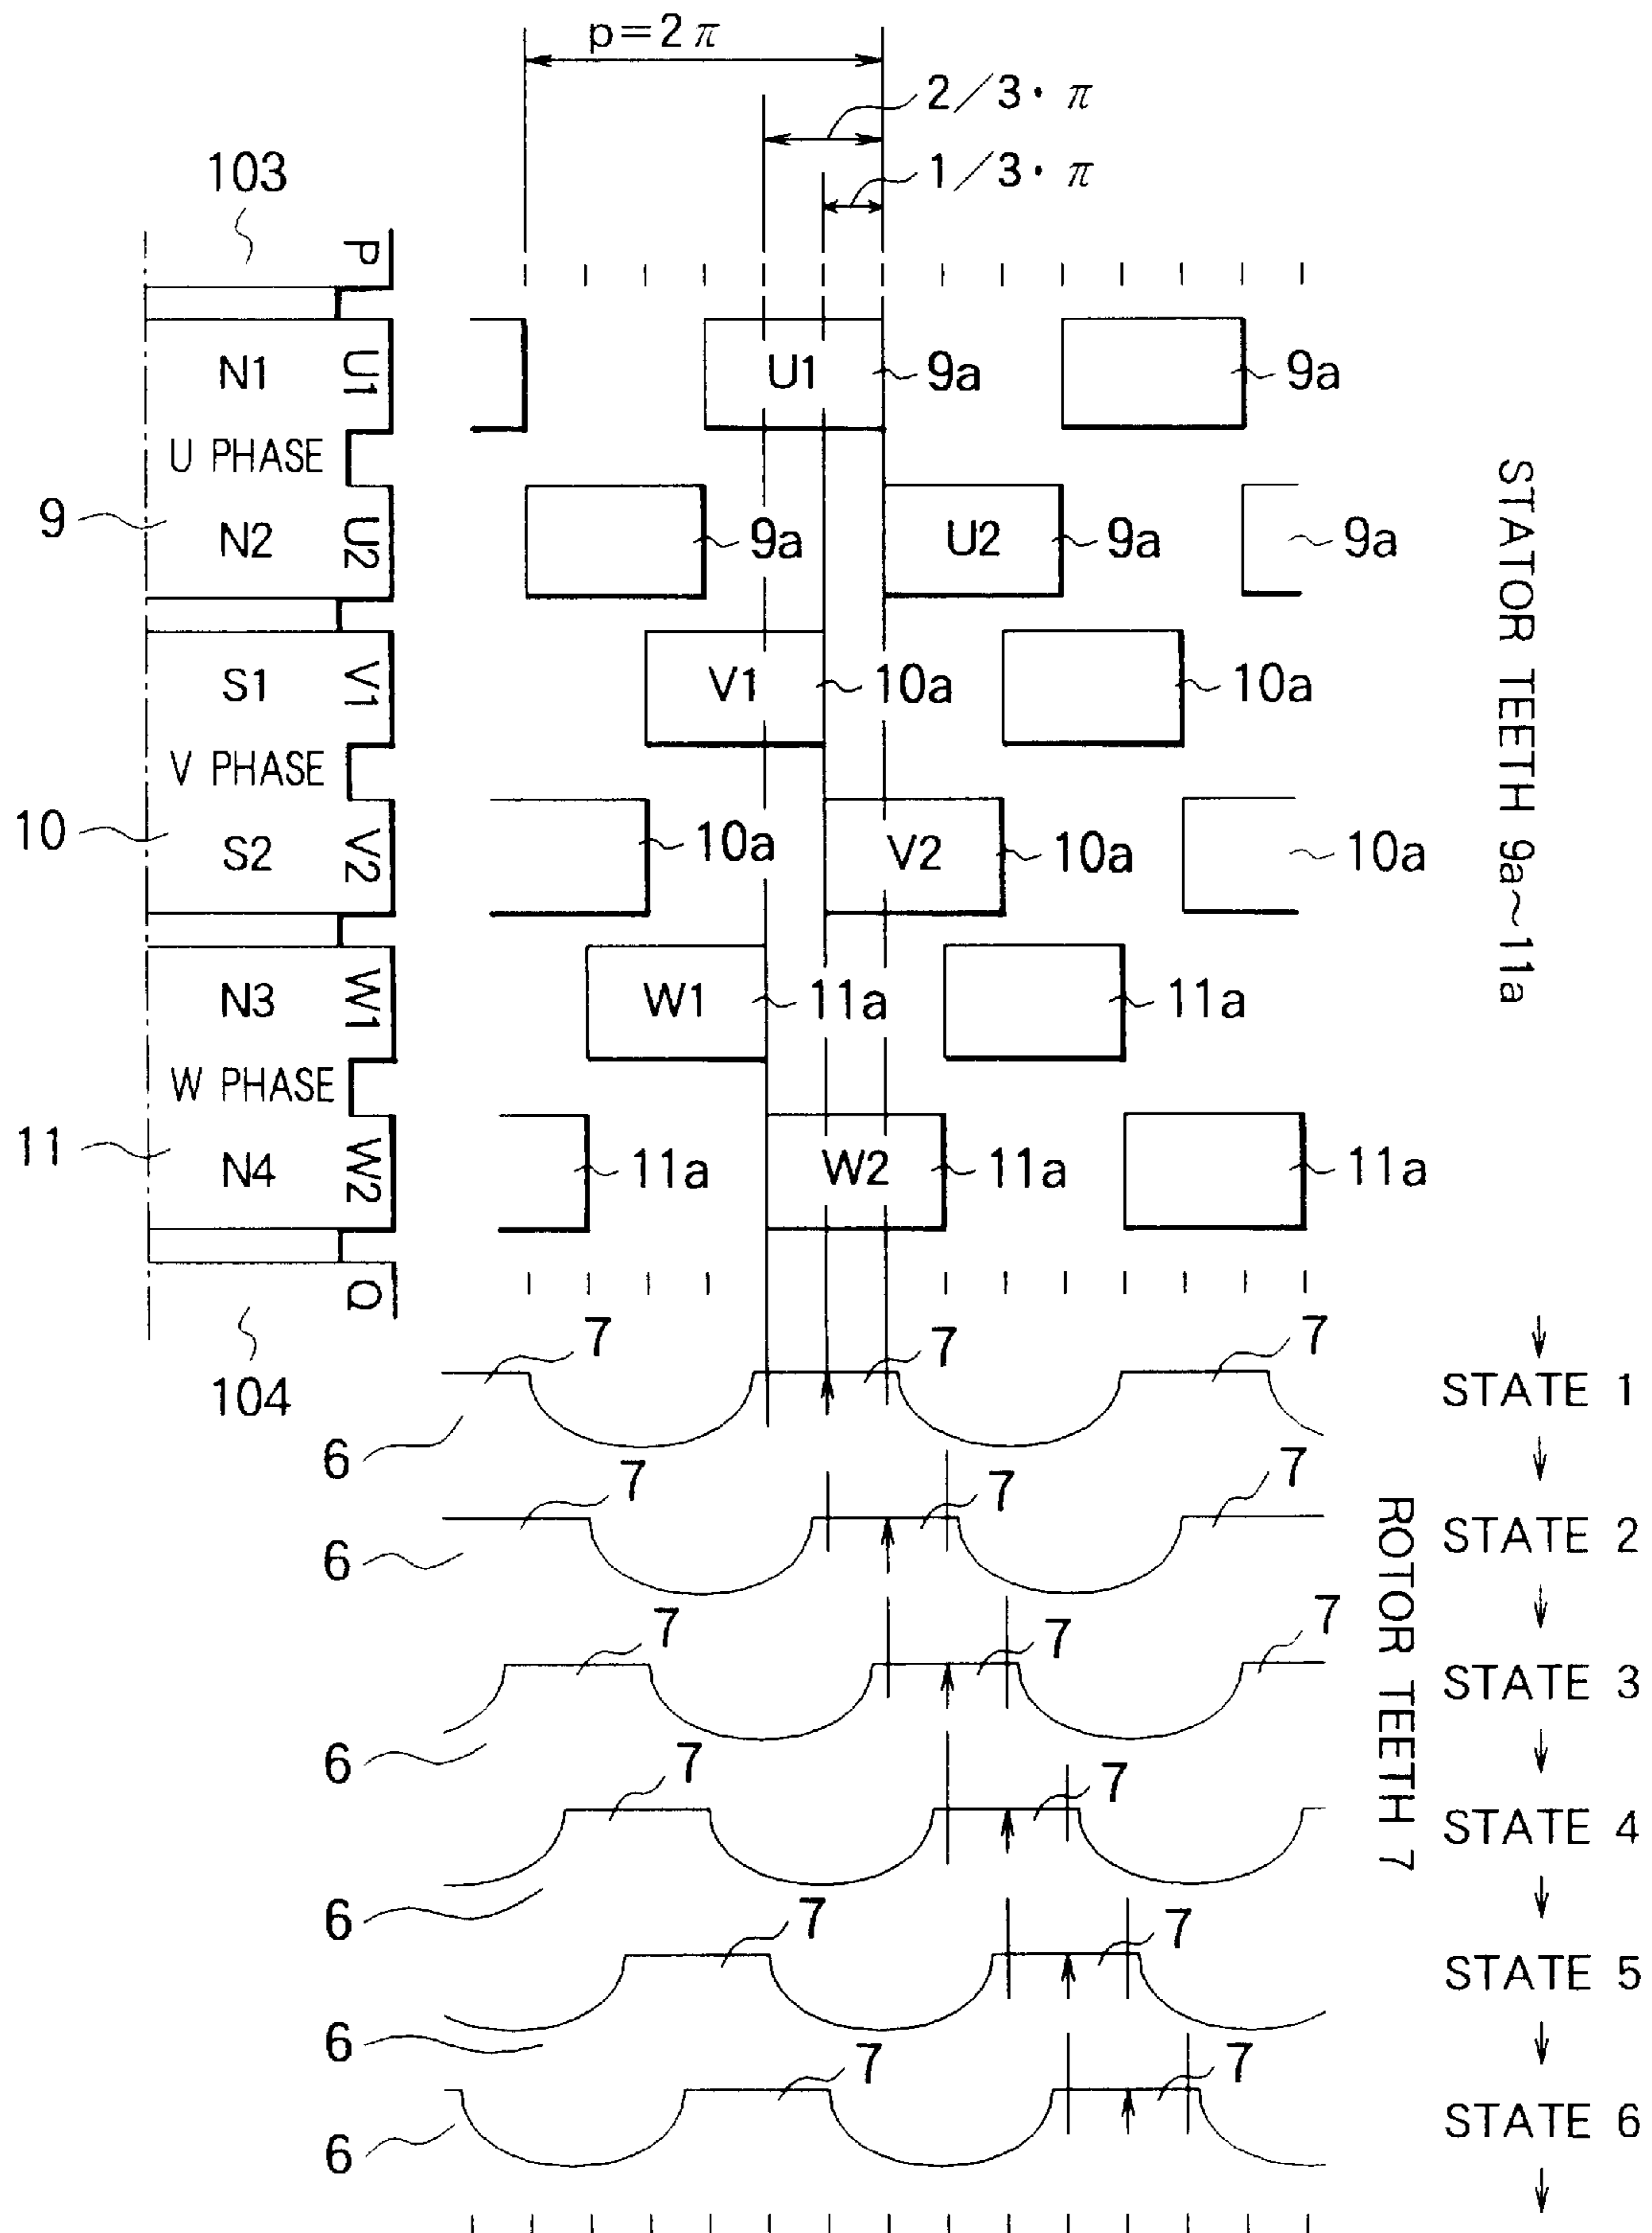 p=2π
2/3・π
1/3・π
103
P
N1 U1 U1 9a 9a
U PHASE
9 N2 U2 9a U2 9a 9a
S1 V1 V1 10a 10a
V PHASE
10 S2 V2 10a V2 10a 10a
N3 W1 W1 11a 11a
W PHASE
11 N4 W2 11a W2 11a 11a
Q
104
STATOR TEETH 9a~11a
7 7 7
6 STATE 1
7 7 7
6 STATE 2
7 7 7
6 STATE 3
7 7
6 STATE 4
7 7
6 STATE 5
7 7
6 STATE 6
ROTOR TEETH 7